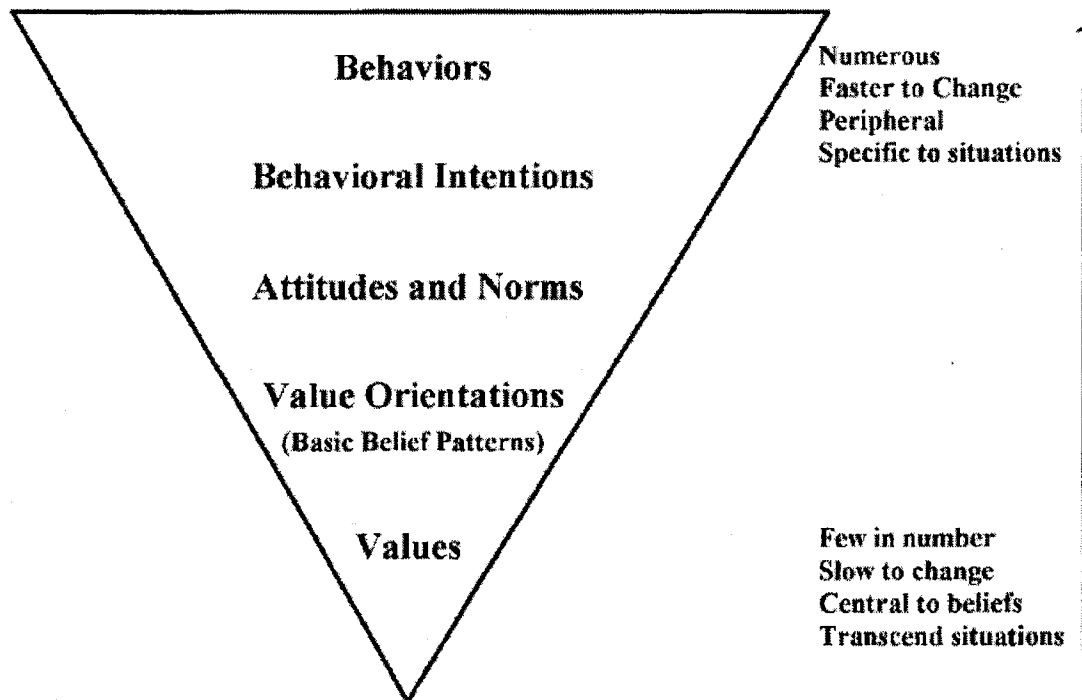 Behaviors
Numerous
Faster to Change
Peripheral
Specific to situations
Behavioral Intentions
Attitudes and Norms
Value Orientations
(Basic Belief Patterns)
Values
Few in number
Slow to change
Central to beliefs
Transcend situations